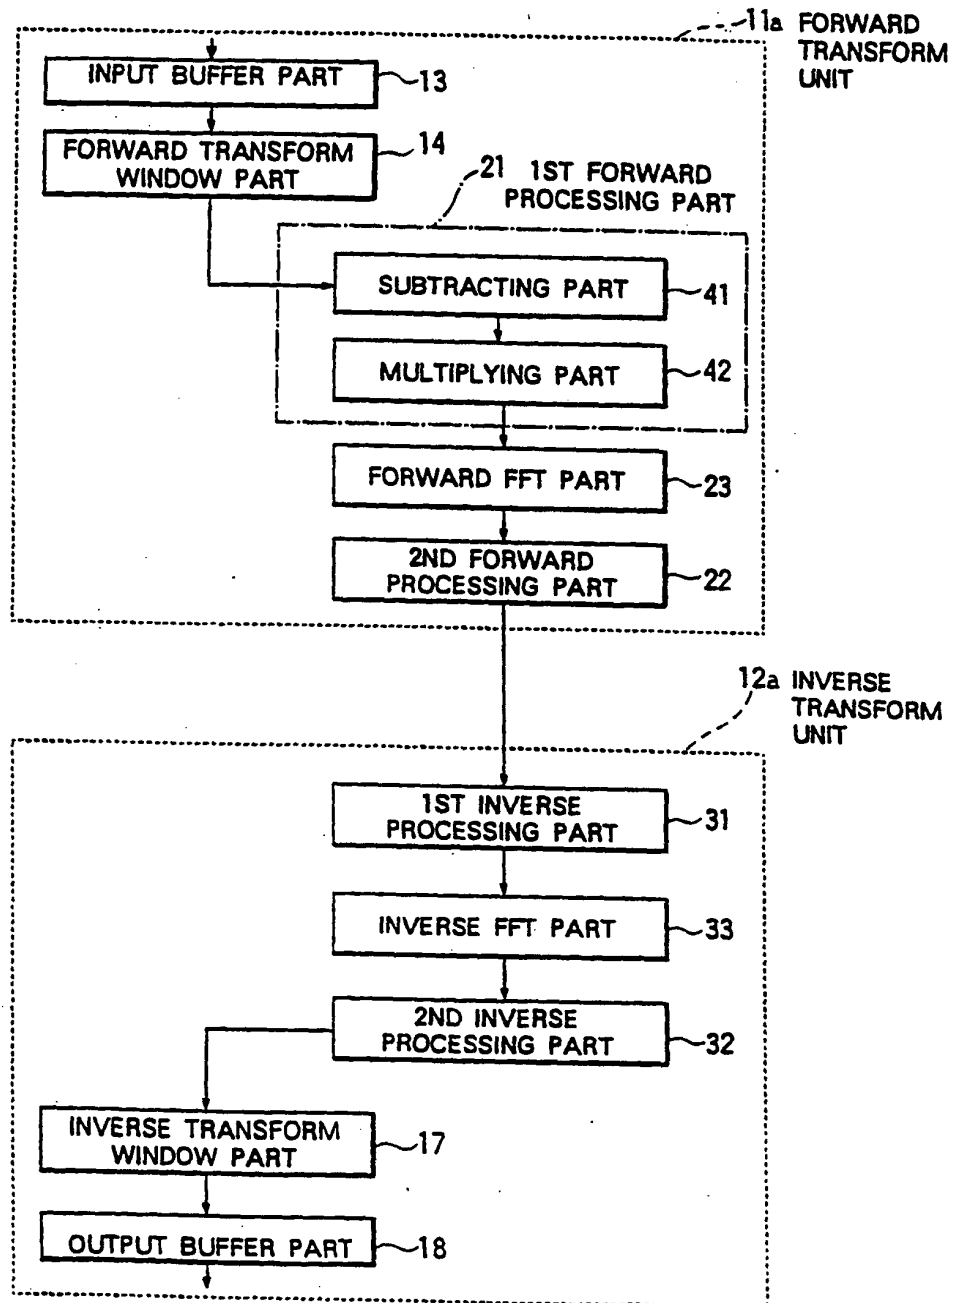 11a FORWARD
TRANSFORM
UNIT
INPUT BUFFER PART
13
FORWARD TRANSFORM
WINDOW PART
14
21 1ST FORWARD
PROCESSING PART
SUBTRACTING PART
41
MULTIPLYING PART
42
FORWARD FFT PART
23
2ND FORWARD
PROCESSING PART
22
12a INVERSE
TRANSFORM
UNIT
1ST INVERSE
PROCESSING PART
31
INVERSE FFT PART
33
2ND INVERSE
PROCESSING PART
32
INVERSE TRANSFORM
WINDOW PART
17
OUTPUT BUFFER PART
18